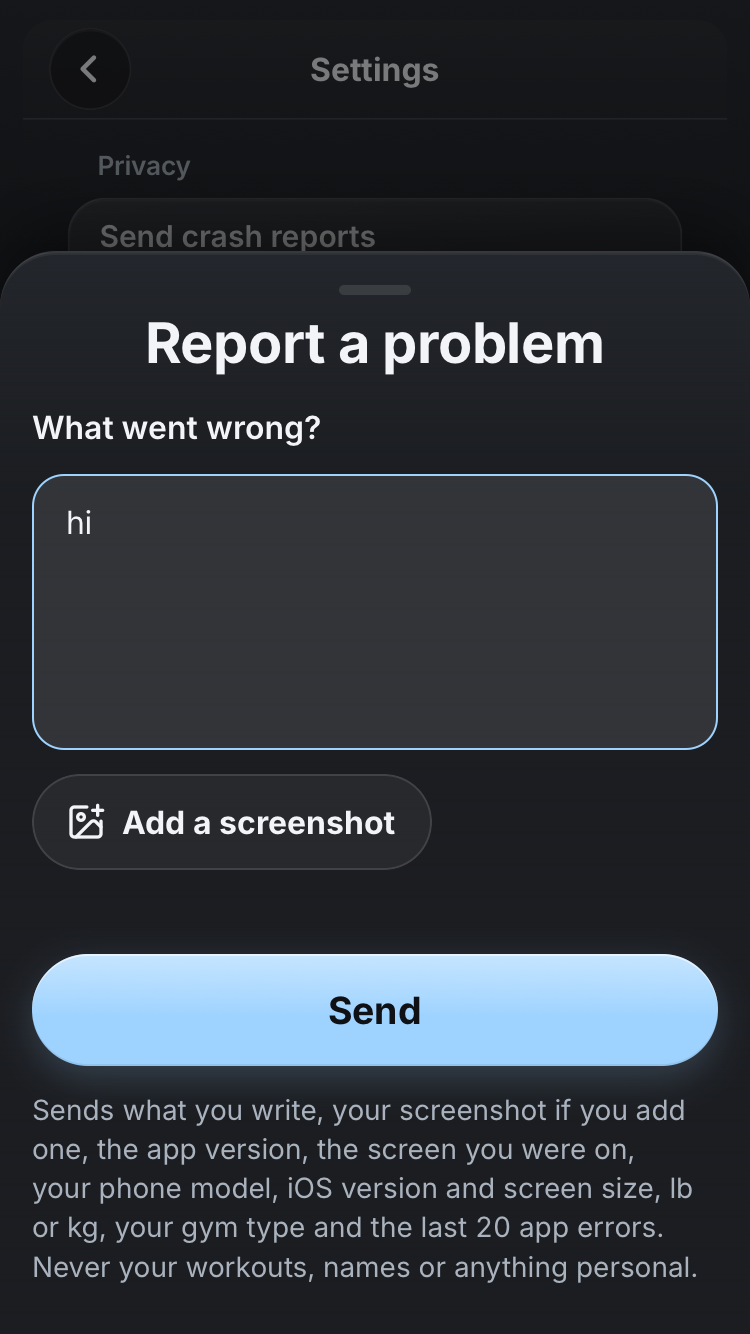 Settings
Privacy
Send crash reports
Report a problem
What went wrong?
hi
Add a screenshot
Send
Sends what you write, your screenshot if you add
one, the app version, the screen you were on,
your phone model, iOS version and screen size, lb
or kg, your gym type and the last 20 app errors.
Never your workouts, names or anything personal.